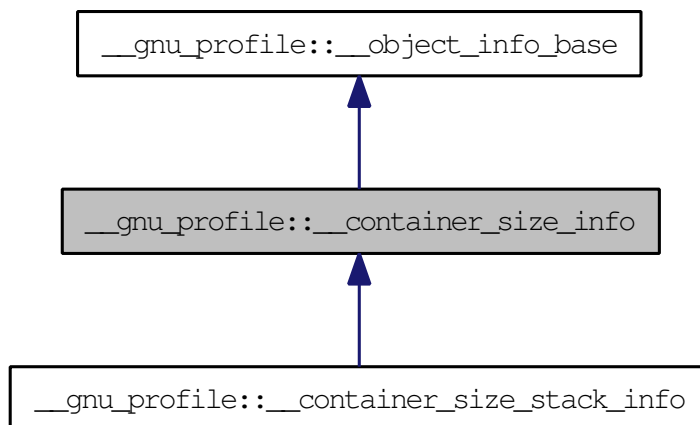 __gnu_profile::__object_info_base
__gnu_profile::__container_size_info
__gnu_profile::__container_size_stack_info